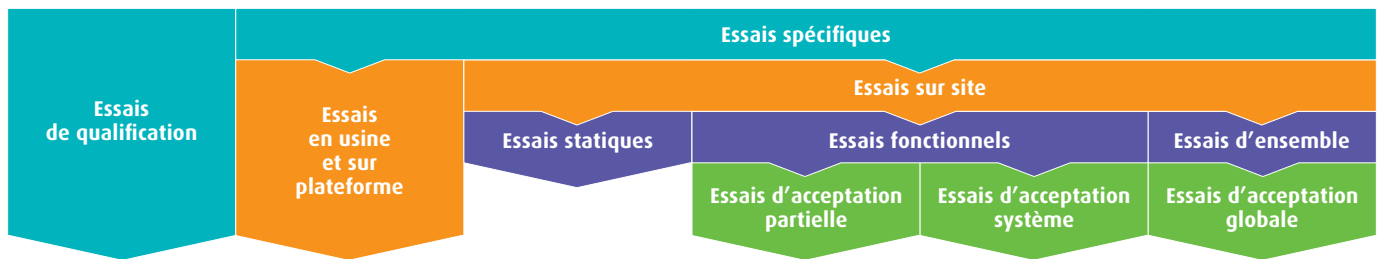 Essais spécifiques
Essais
de qualification
Essais
en usine
et sur
plateforme
Essais sur site
Essais statiques
Essais fonctionnels
Essais d’ensemble
Essais d’acceptation
partielle
Essais d’acceptation
système
Essais d’acceptation
globale